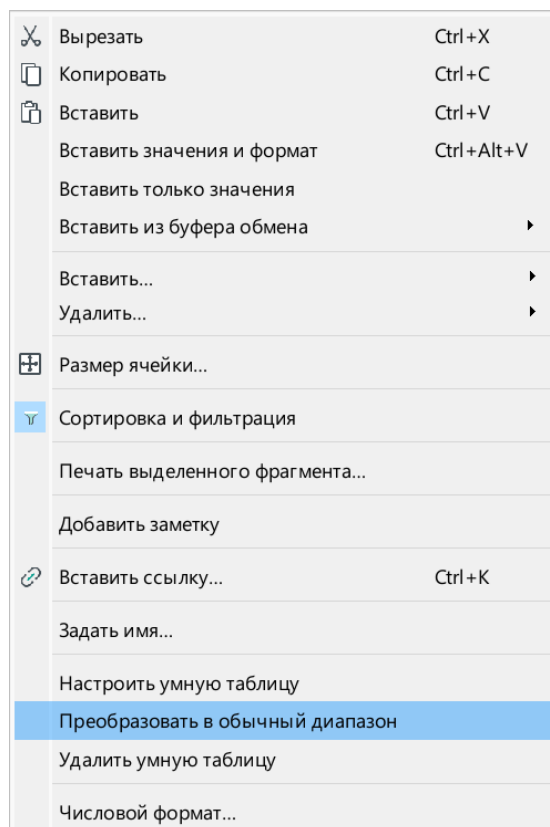 Вырезать Ctrl+X
Копировать Ctrl+C
Вставить Ctrl+V
Вставить значения и формат Ctrl+Alt+V
Вставить только значения
Вставить из буфера обмена
Вставить...
Удалить...
Размер ячейки...
Сортировка и фильтрация
Печать выделенного фрагмента...
Добавить заметку
Вставить ссылку... Ctrl+K
Задать имя...
Настроить умную таблицу
Преобразовать в обычный диапазон
Удалить умную таблицу
Числовой формат...